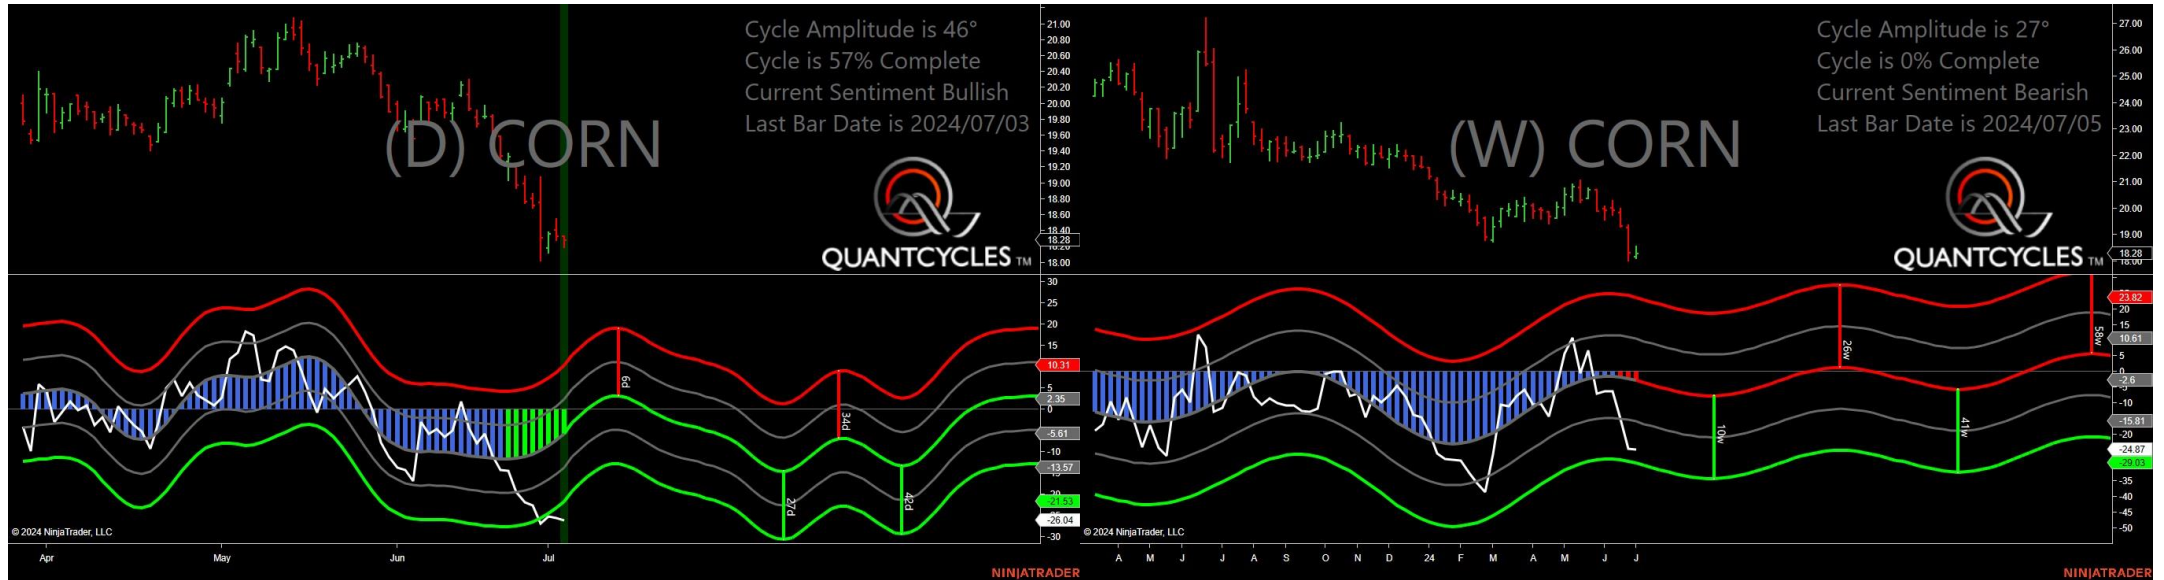 Cycle Amplitude is 46°
Cycle is 57% Complete
Current Sentiment Bullish
Last Bar Date is 2024/07/03
(D) CORN
QUANTCYCLES TM
21.00
20.80
20.60
20.40
20.20
20.00
19.80
19.60
19.40
19.20
19.00
18.80
18.60
18.40
18.28
18.20
18.00
30
25
20
15
10.31
5
2.35
0
-5.61
-10
-13.57
-20
-21.53
-26.04
-30
6d
27d
34d
42d
© 2024 NinjaTrader, LLC
Apr May Jun Jul
NINJATRADER
Cycle Amplitude is 27°
Cycle is 0% Complete
Current Sentiment Bearish
Last Bar Date is 2024/07/05
(W) CORN
QUANTCYCLES TM
27.00
26.00
25.00
24.00
23.00
22.00
21.00
20.00
19.00
18.28
18.00
23.82
20
15
10.61
5
0
-2.6
-10
-15.81
-20
-24.87
-29.03
-35
-40
-45
-50
10w
26w
41w
58w
© 2024 NinjaTrader, LLC
A M J J A S O N D 24 F M A M J J
NINJATRADER